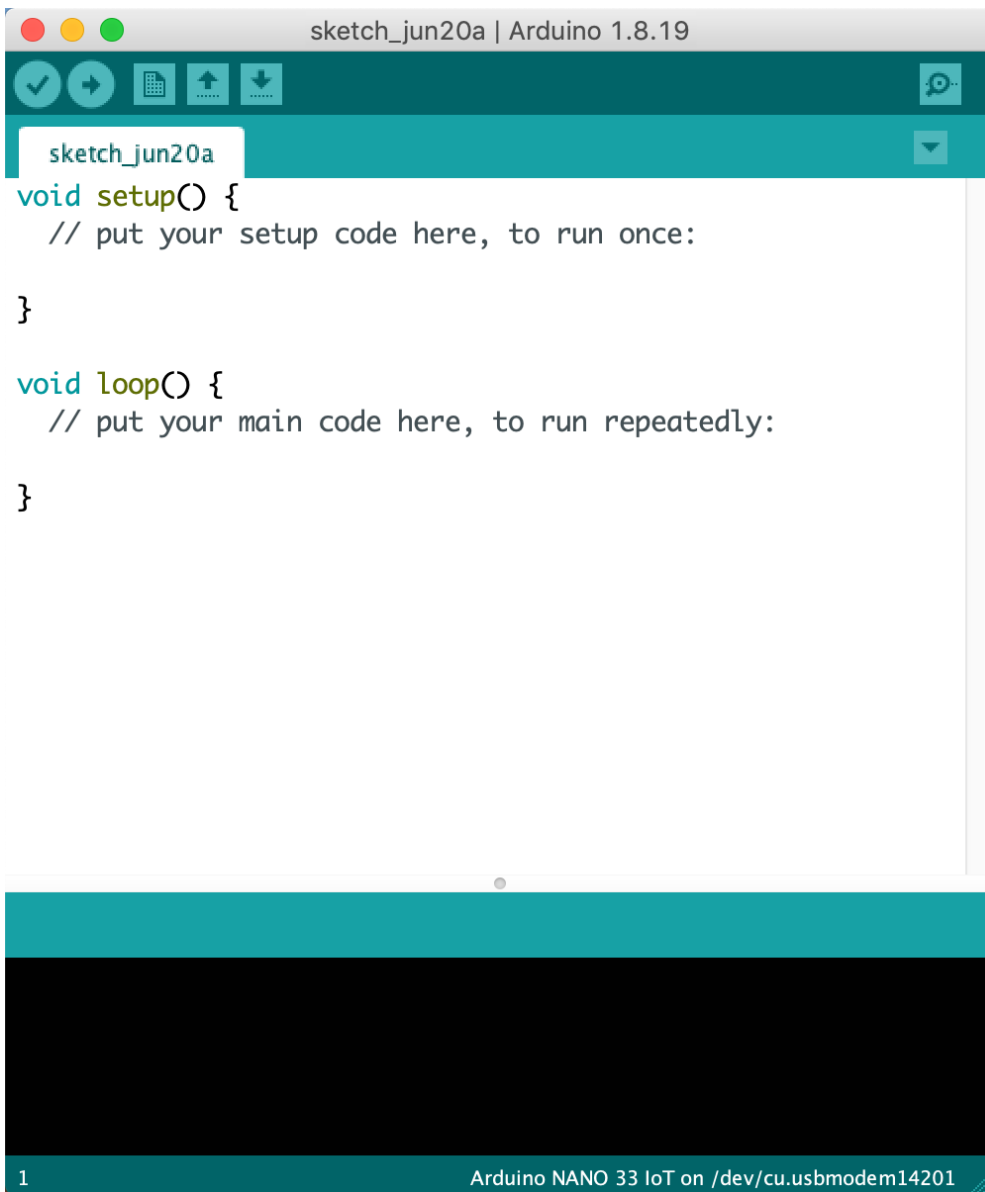 sketch_jun20a | Arduino 1.8.19
sketch_jun20a
void setup() {
  // put your setup code here, to run once:
}
void loop() {
  // put your main code here, to run repeatedly:
}
1
Arduino NANO 33 IoT on /dev/cu.usbmodem14201